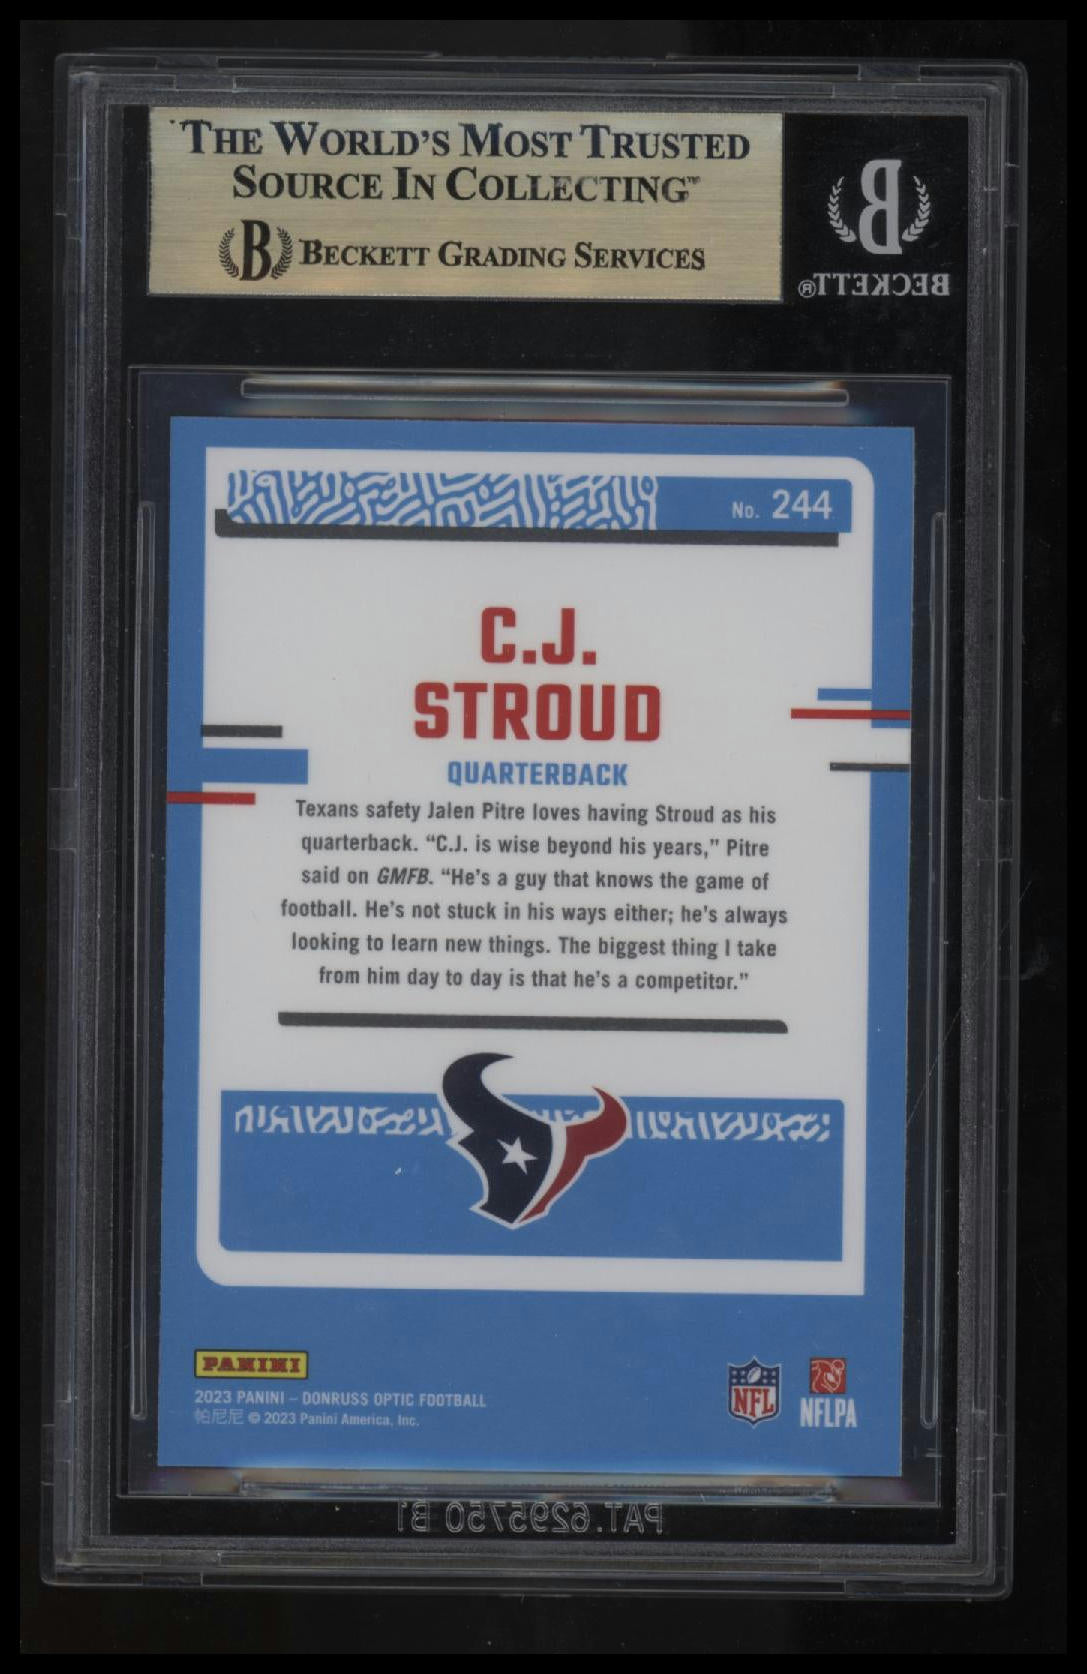 THE WORLD'S MOST TRUSTED
SOURCE IN COLLECTING™
B BECKETT GRADING SERVICES
B
BECKETT®
No. 244
C.J.
STROUD
QUARTERBACK
Texans safety Jalen Pitre loves having Stroud as his
quarterback. “C.J. is wise beyond his years,” Pitre
said on GMFB. “He's a guy that knows the game of
football. He's not stuck in his ways either; he's always
looking to learn new things. The biggest thing I take
from him day to day is that he's a competitor.”
PANINI
2023 PANINI – DONRUSS OPTIC FOOTBALL
帕尼尼 © 2023 Panini America, Inc.
NFL
NFLPA
PAT.6295750 B1